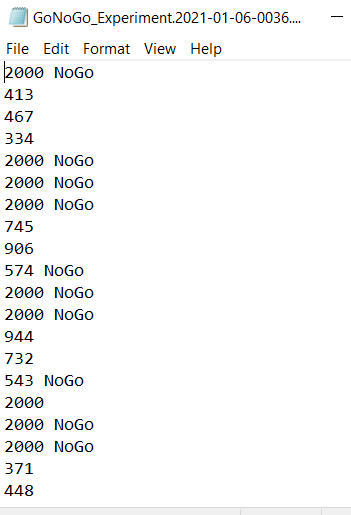 GoNoGo_Experiment.2021-01-06-0036....
File Edit Format View Help
2000 NoGo
413
467
334
2000 NoGo
2000 NoGo
2000 NoGo
745
906
574 NoGo
2000 NoGo
2000 NoGo
944
732
543 NoGo
2000
2000 NoGo
2000 NoGo
371
448